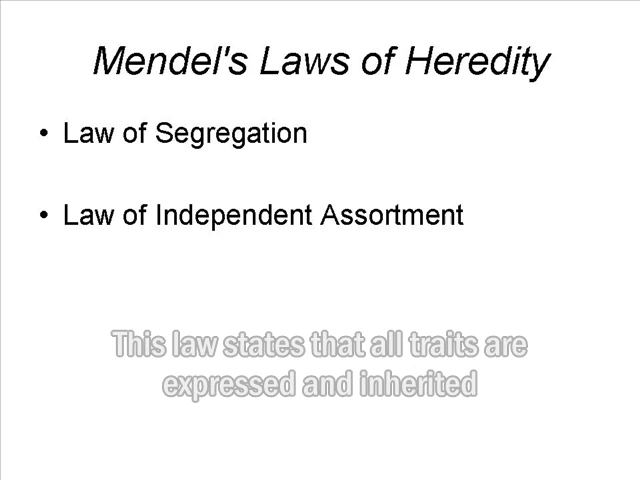 Mendel's Laws of Heredity
• Law of Segregation
• Law of Independent Assortment
This law states that all traits are
expressed and inherited